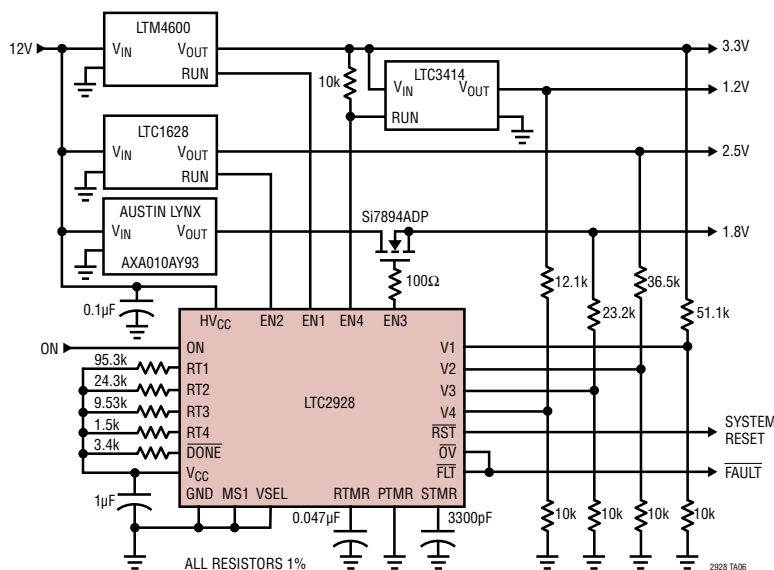 LTM4600
12V
VIN
VOUT
RUN
3.3V
10k
LTC3414
VIN
VOUT
RUN
1.2V
LTC1628
VIN
VOUT
RUN
2.5V
AUSTIN LYNX
VIN
VOUT
AXA010AY93
Si7894ADP
1.8V
100Ω
12.1k
36.5k
23.2k
51.1k
0.1µF
HVCC
EN2
EN1
EN4
EN3
ON
ON
V1
95.3k
RT1
V2
24.3k
RT2
LTC2928
V3
9.53k
RT3
V4
1.5k
RT4
RST
SYSTEM
RESET
3.4k
DONE
OV
VCC
FLT
FAULT
1µF
GND
MS1
VSEL
RTMR
PTMR
STMR
0.047µF
3300pF
10k
10k
10k
10k
ALL RESISTORS 1%
2928 TA06